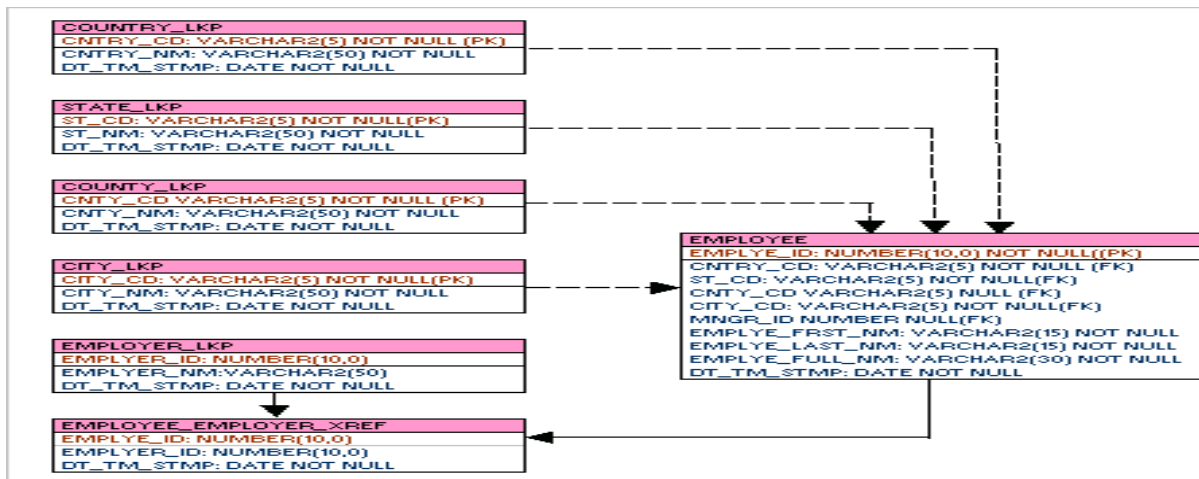 COUNTRY_LKP
CNTRY_CD: VARCHAR2(5) NOT NULL (PK)
CNTRY_NM: VARCHAR2(50) NOT NULL
DT_TM_STMP: DATE NOT NULL
STATE_LKP
ST_CD: VARCHAR2(5) NOT NULL(PK)
ST_NM: VARCHAR2(50) NOT NULL
DT_TM_STMP: DATE NOT NULL
COUNTY_LKP
CNTY_CD VARCHAR2(5) NOT NULL (PK)
CNTY_NM: VARCHAR2(50) NOT NULL
DT_TM_STMP: DATE NOT NULL
CITY_LKP
CITY_CD: VARCHAR2(5) NOT NULL(PK)
CITY_NM: VARCHAR2(50) NOT NULL
DT_TM_STMP: DATE NOT NULL
EMPLOYER_LKP
EMPLYER_ID: NUMBER(10,0)
EMPLYER_NM:VARCHAR2(50)
DT_TM_STMP: DATE NOT NULL
EMPLOYEE_EMPLOYER_XREF
EMPLYE_ID: NUMBER(10,0)
EMPLYER_ID: NUMBER(10,0)
DT_TM_STMP: DATE NOT NULL
EMPLOYEE
EMPLYE_ID: NUMBER(10,0) NOT NULL((PK)
CNTRY_CD: VARCHAR2(5) NOT NULL (FK)
ST_CD: VARCHAR2(5) NOT NULL(FK)
CNTY_CD VARCHAR2(5) NULL (FK)
CITY_CD: VARCHAR2(5) NOT NULL(FK)
MNGR_ID NUMBER NULL(FK)
EMPLYE_FRST_NM: VARCHAR2(15) NOT NULL
EMPLYE_LAST_NM: VARCHAR2(15) NOT NULL
EMPLYE_FULL_NM: VARCHAR2(30) NOT NULL
DT_TM_STMP: DATE NOT NULL